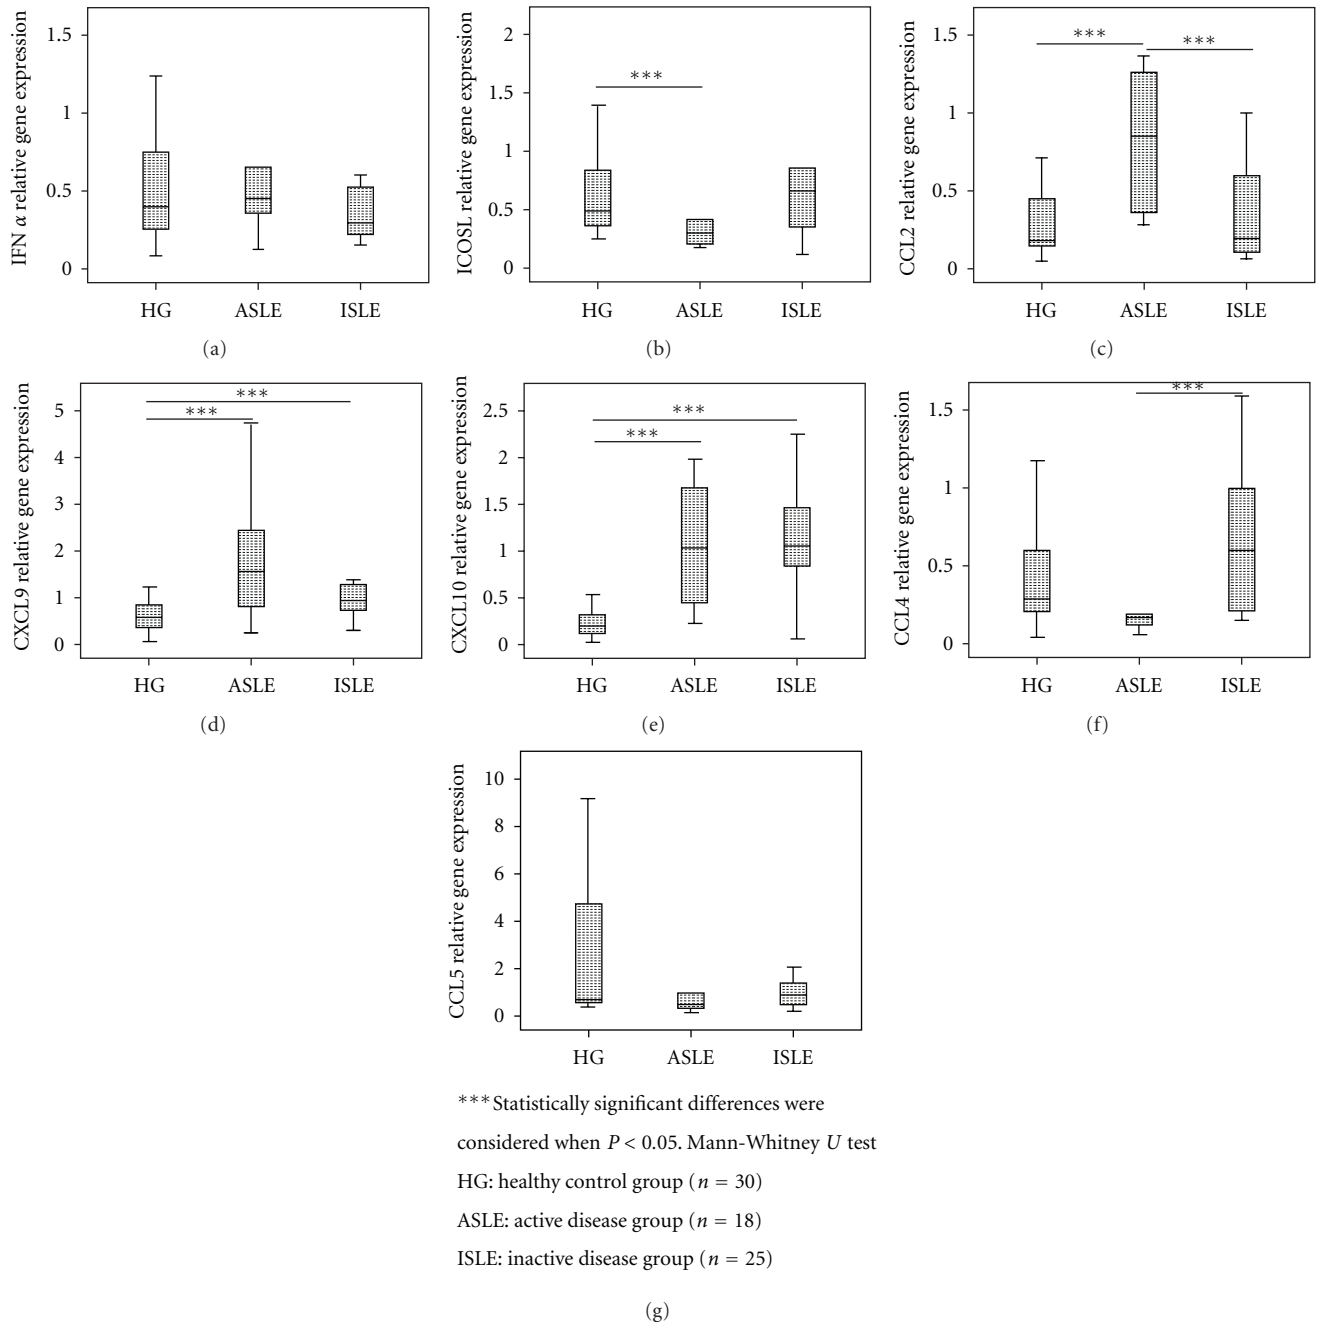 IFN α relative gene expression
1.5
1
0.5
0
HG ASLE ISLE
(a)
ICOSL relative gene expression
2
1.5
1
0.5
0
***
HG ASLE ISLE
(b)
CCL2 relative gene expression
1.5
1
0.5
0
*** ***
HG ASLE ISLE
(c)
CXCL9 relative gene expression
5
4
3
2
1
0
***
***
HG ASLE ISLE
(d)
CXCL10 relative gene expression
2.5
2
1.5
1
0.5
0
***
***
HG ASLE ISLE
(e)
CCL4 relative gene expression
1.5
1
0.5
0
***
HG ASLE ISLE
(f)
CCL5 relative gene expression
10
8
6
4
2
0
HG ASLE ISLE
***Statistically significant differences were
considered when P < 0.05. Mann-Whitney U test
HG: healthy control group (n = 30)
ASLE: active disease group (n = 18)
ISLE: inactive disease group (n = 25)
(g)